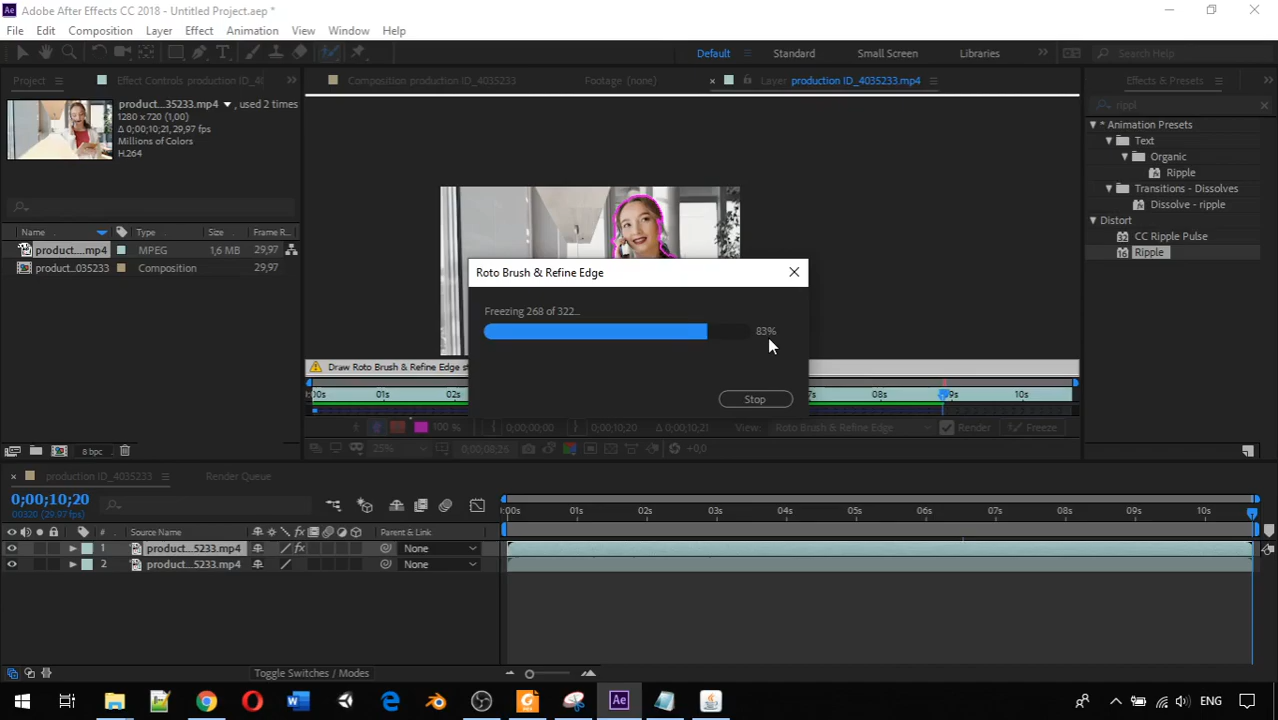 Adobe After Effects CC 2018 - Untitled Project.aep *
File Edit Composition Layer Effect Animation View Window Help
Default Standard Small Screen Libraries Search Help
Project Effect Controls production ID_40 Composition production ID_4035233 Footage (none) Layer production ID_4035233.mp4 Effects & Presets
product...35233.mp4 , used 2 times
1280 x 720 (1,00)
Δ 0;00;10;21, 29,97 fps
Millions of Colors
H.264
rippl
* Animation Presets
Text
Organic
Ripple
Transitions - Dissolves
Dissolve - ripple
Distort
CC Ripple Pulse
Ripple
Name Type Size Frame R...
product....mp4 MPEG 1,6 MB 29,97
product...035233 Composition 29,97
Roto Brush & Refine Edge
Freezing 268 of 322...
83%
Stop
Draw Roto Brush & Refine Edge s
:00s 01s 02s 08s 09s 10s
100 % 0;00;00;00 0;00;10;20 Δ 0;00;10;21 View: Roto Brush & Refine Edge Render Freeze
8 bpc 25% 0;00;08;26 +0,0
production ID_4035233 Render Queue
0;00;10;20
00320 (29.97 fps)
:00s 01s 02s 03s 04s 05s 06s 07s 08s 09s 10s
# Source Name Parent & Link
1 product...5233.mp4 fx None
2 product...5233.mp4 None
Toggle Switches / Modes
ENG